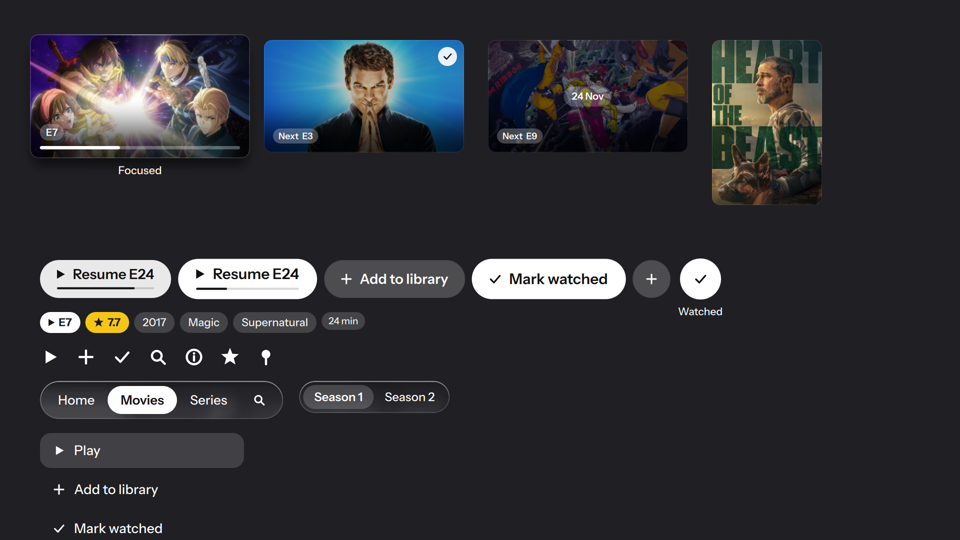 E7
Next E3
24 Nov
Next E9
HEART
OF
THE
BEAST
Focused
Resume E24
Resume E24
Add to library
Mark watched
Watched
E7
7.7
2017
Magic
Supernatural
24 min
Home
Movies
Series
Season 1
Season 2
Play
Add to library
Mark watched